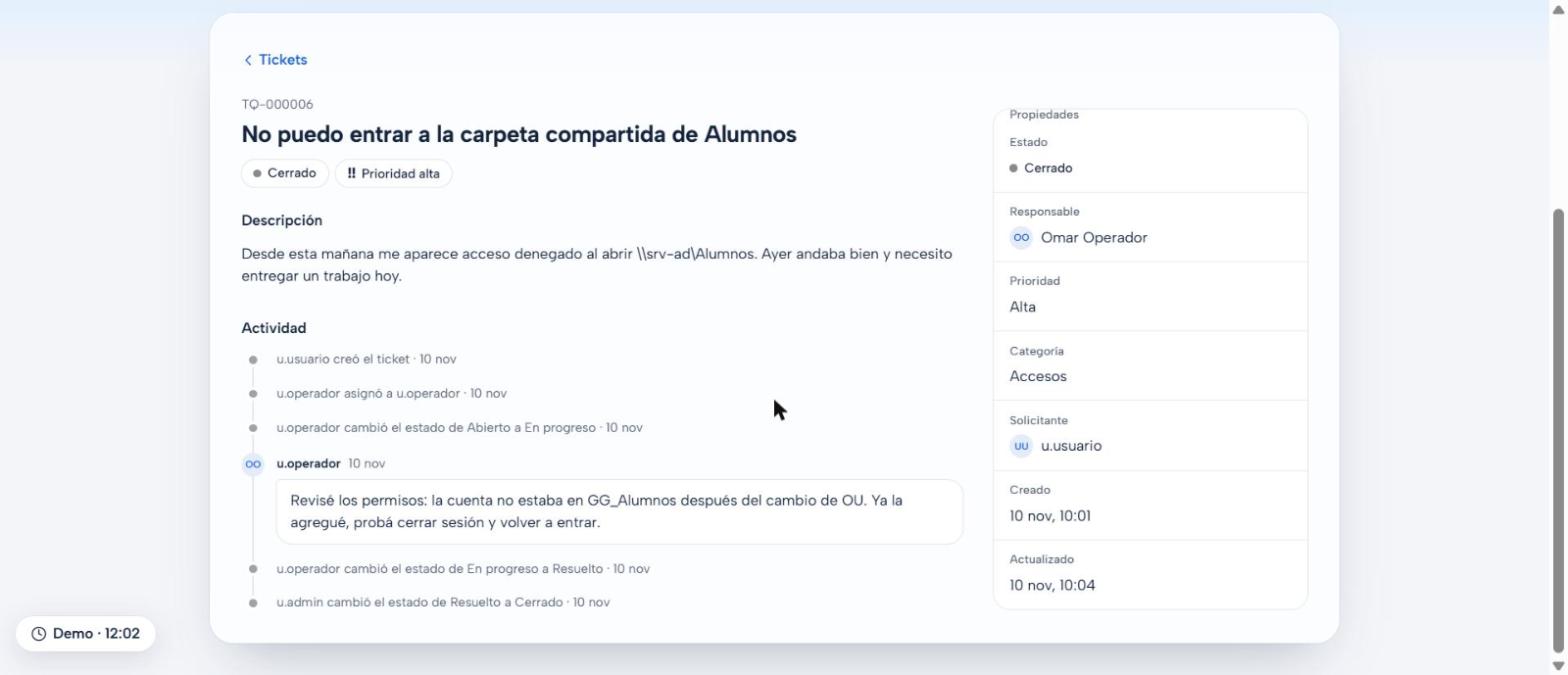 Tickets
TQ-000006
No puedo entrar a la carpeta compartida de Alumnos
Cerrado
!! Prioridad alta
Descripción
Desde esta mañana me aparece acceso denegado al abrir \\srv-ad\Alumnos. Ayer andaba bien y necesito
entregar un trabajo hoy.
Actividad
u.usuario creó el ticket · 10 nov
u.operador asignó a u.operador · 10 nov
u.operador cambió el estado de Abierto a En progreso · 10 nov
OO u.operador 10 nov
Revisé los permisos: la cuenta no estaba en GG_Alumnos después del cambio de OU. Ya la
agregué, probá cerrar sesión y volver a entrar.
u.operador cambió el estado de En progreso a Resuelto · 10 nov
u.admin cambió el estado de Resuelto a Cerrado · 10 nov
Propiedades
Estado
Cerrado
Responsable
OO Omar Operador
Prioridad
Alta
Categoría
Accesos
Solicitante
UU u.usuario
Creado
10 nov, 10:01
Actualizado
10 nov, 10:04
Demo · 12:02